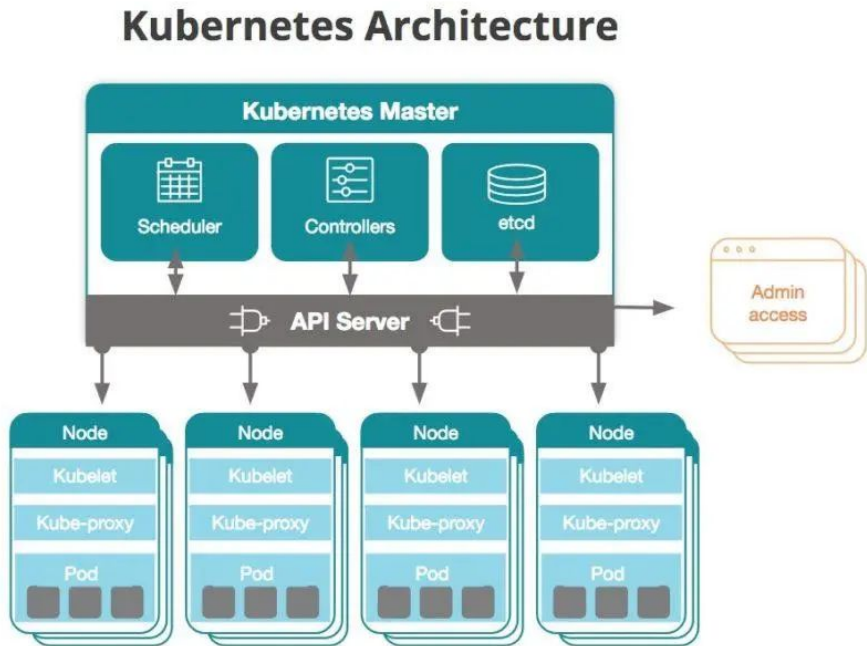 Kubernetes Architecture
Kubernetes Master
Scheduler
Controllers
etcd
API Server
Admin
access
Node
Kubelet
Kube-proxy
Pod
Node
Kubelet
Kube-proxy
Pod
Node
Kubelet
Kube-proxy
Pod
Node
Kubelet
Kube-proxy
Pod